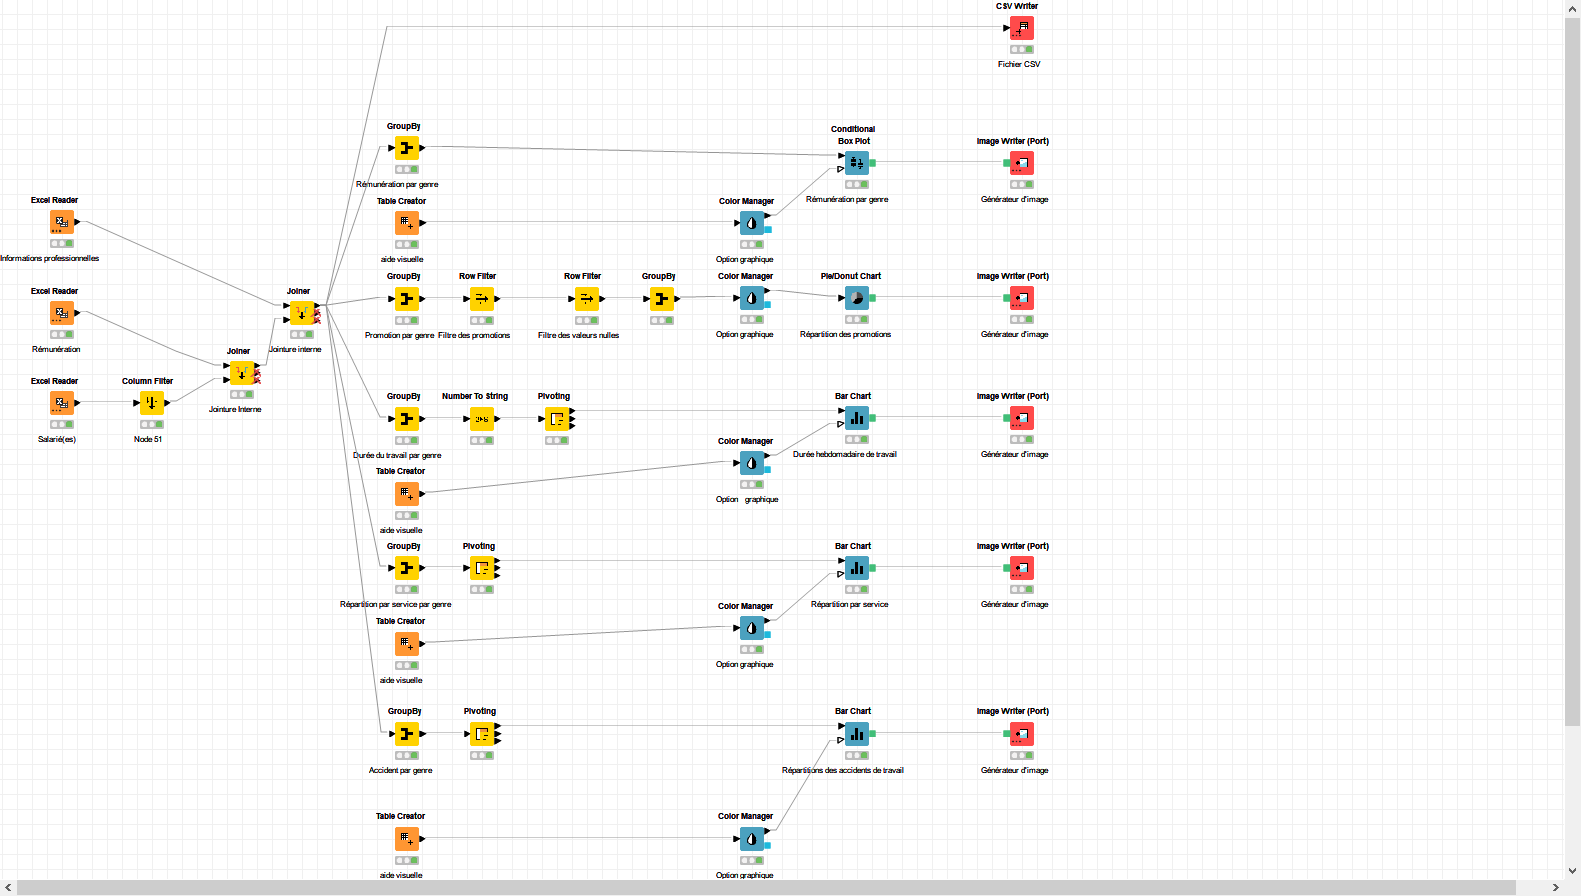 CSV Writer
Fichier CSV
GroupBy
Rémunération par genre
Conditional
Box Plot
Rémunération par genre
Image Writer (Port)
Générateur d'image
Excel Reader
Informations professionnelles
Table Creator
aide visuelle
Color Manager
Option graphique
Excel Reader
Rémunération
Joiner
Jointure interne
GroupBy
Promotion par genre
Row Filter
Filtre des promotions
Row Filter
Filtre des valeurs nulles
GroupBy
Color Manager
Option graphique
Pie/Donut Chart
Répartition des promotions
Image Writer (Port)
Générateur d'image
Joiner
Jointure Interne
Excel Reader
Salarié(es)
Column Filter
Node 51
GroupBy
Durée du travail par genre
Number To String
Pivoting
Bar Chart
Durée hebdomadaire de travail
Image Writer (Port)
Générateur d'image
Table Creator
aide visuelle
Color Manager
Option graphique
GroupBy
Répartition par service par genre
Pivoting
Bar Chart
Répartition par service
Image Writer (Port)
Générateur d'image
Table Creator
aide visuelle
Color Manager
Option graphique
GroupBy
Accident par genre
Pivoting
Bar Chart
Répartitions des accidents de travail
Image Writer (Port)
Générateur d'image
Table Creator
aide visuelle
Color Manager
Option graphique